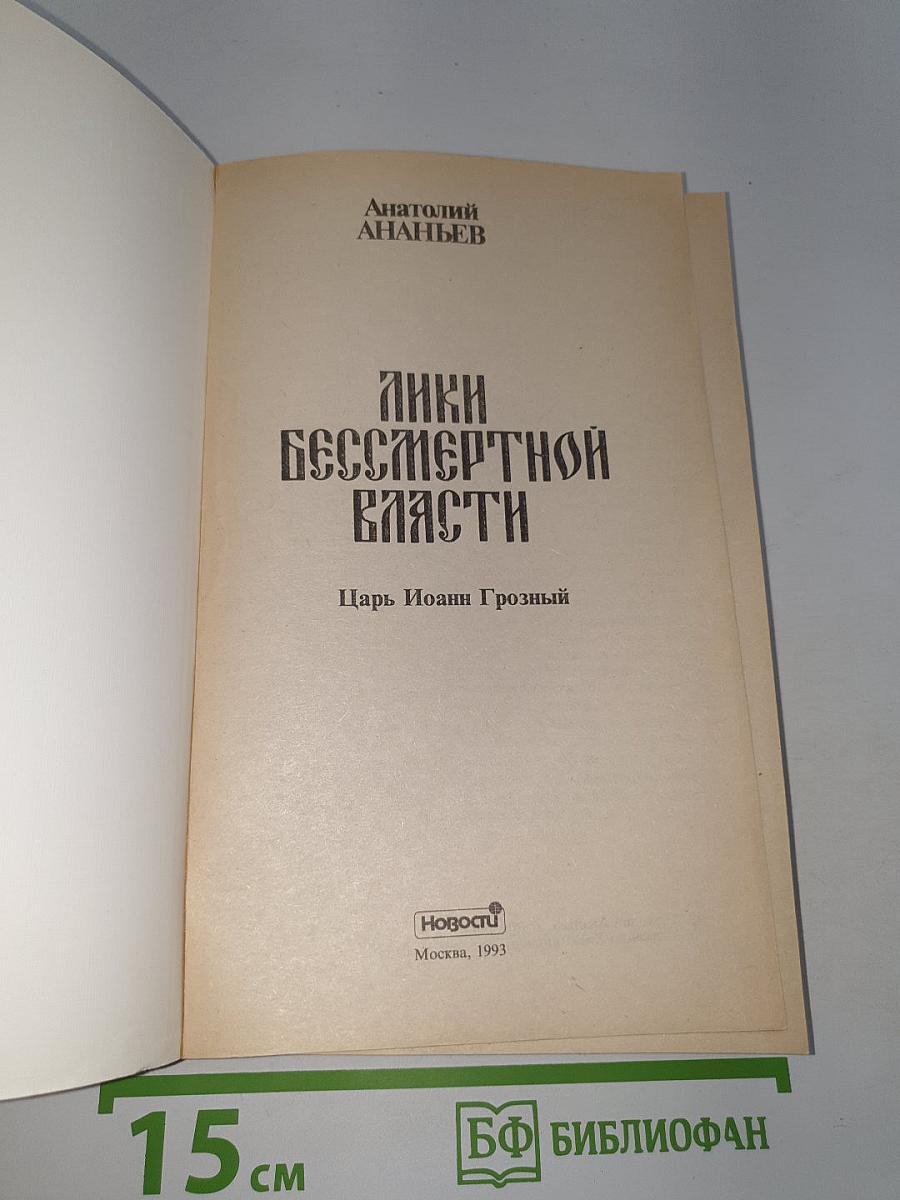 Анатолий
АНАНЬЕВ
ЛИКИ
БЕССМЕРТНОЙ
ВЛАСТИ
Царь Иоанн Грозный
Новости
Москва, 1993
15 см
БФ БИБЛИОФАН